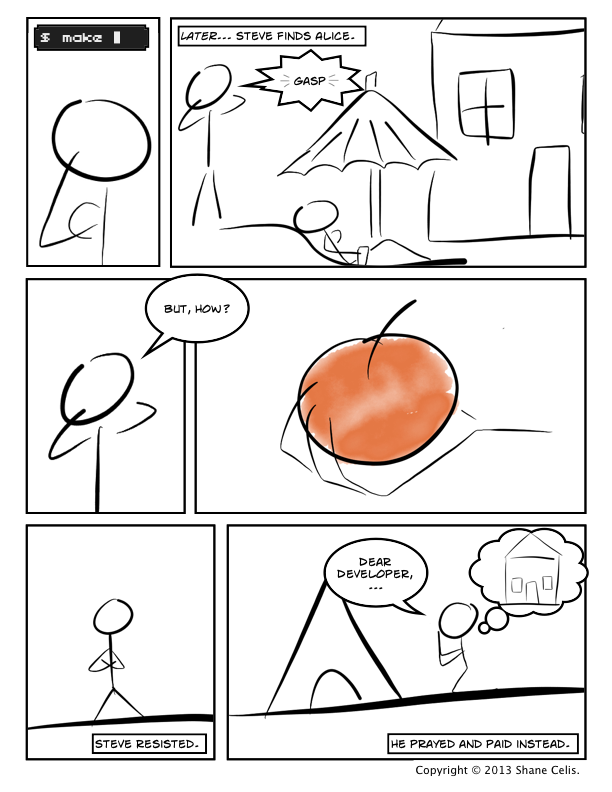 $ make
LATER... STEVE FINDS ALICE.
GASP
BUT, HOW?
DEAR
DEVELOPER,
...
STEVE RESISTED.
HE PRAYED AND PAID INSTEAD.
Copyright © 2013 Shane Celis.